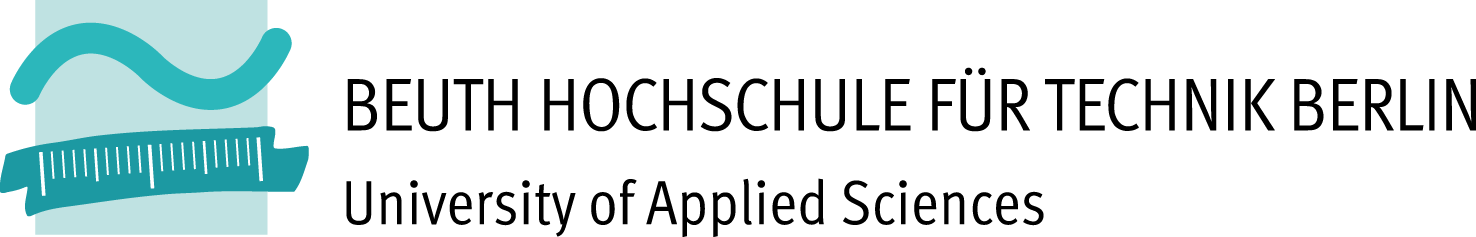 BEUTH HOCHSCHULE FÜR TECHNIK BERLIN
University of Applied Sciences